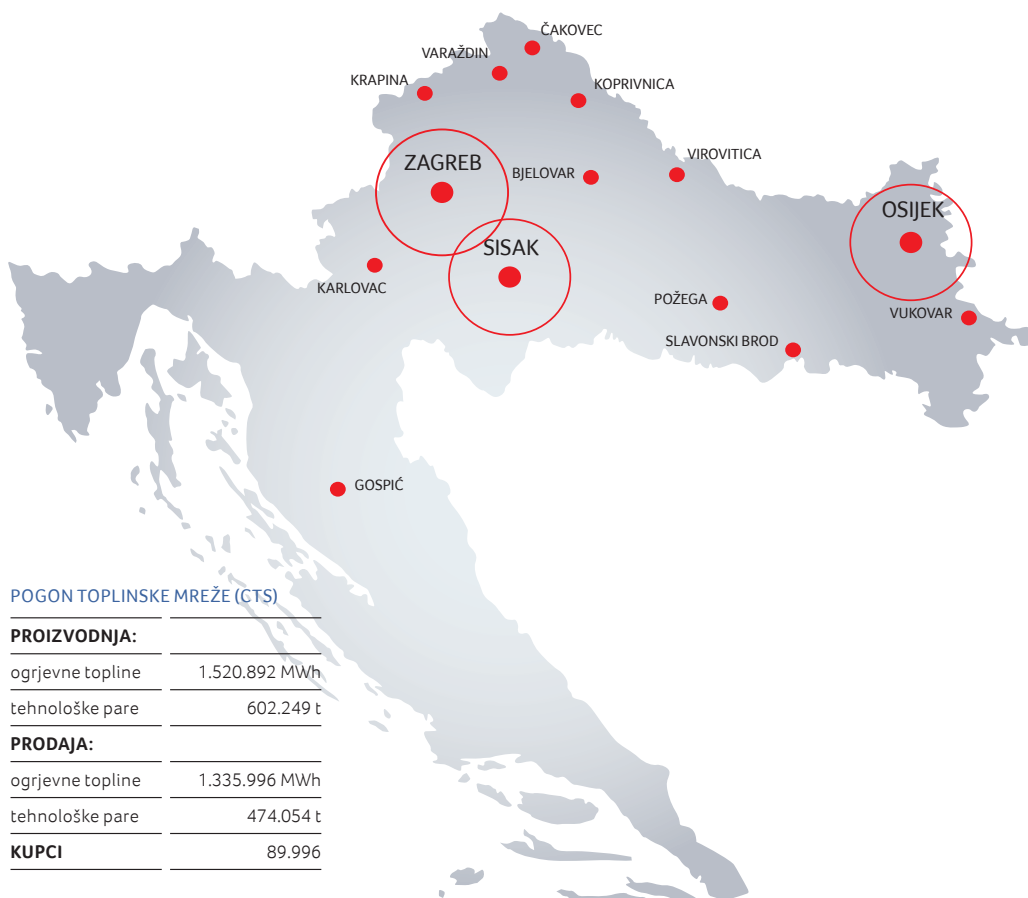 ČAKOVEC
VARAŽDIN
KRAPINA
KOPRIVNICA
ZAGREB
VIROVITICA
BJELOVAR
OSIJEK
SISAK
KARLOVAC
POŽEGA
VUKOVAR
SLAVONSKI BROD
GOSPIĆ
POGON TOPLINSKE MREŽE (CTS)
PROIZVODNJA:
ogrjevne topline 1.520.892 MWh
tehnološke pare 602.249 t
PRODAJA:
ogrjevne topline 1.335.996 MWh
tehnološke pare 474.054 t
KUPCI 89.996